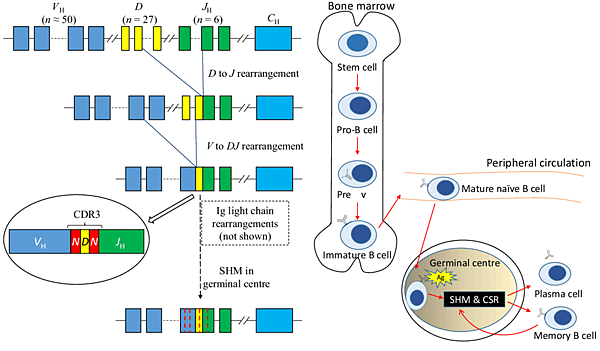 V_H D J_H C_H
(n ≈ 50) (n = 27) (n = 6)
D to J rearrangement
V to DJ rearrangement
CDR3
V_H N D N J_H
Ig light chain
rearrangements
(not shown)
SHM in
germinal centre
Bone marrow
Stem cell
Pro-B cell
Pre v
Immature B cell
Peripheral circulation
Mature naïve B cell
Germinal centre
Ag
SHM & CSR
Plasma cell
Memory B cell